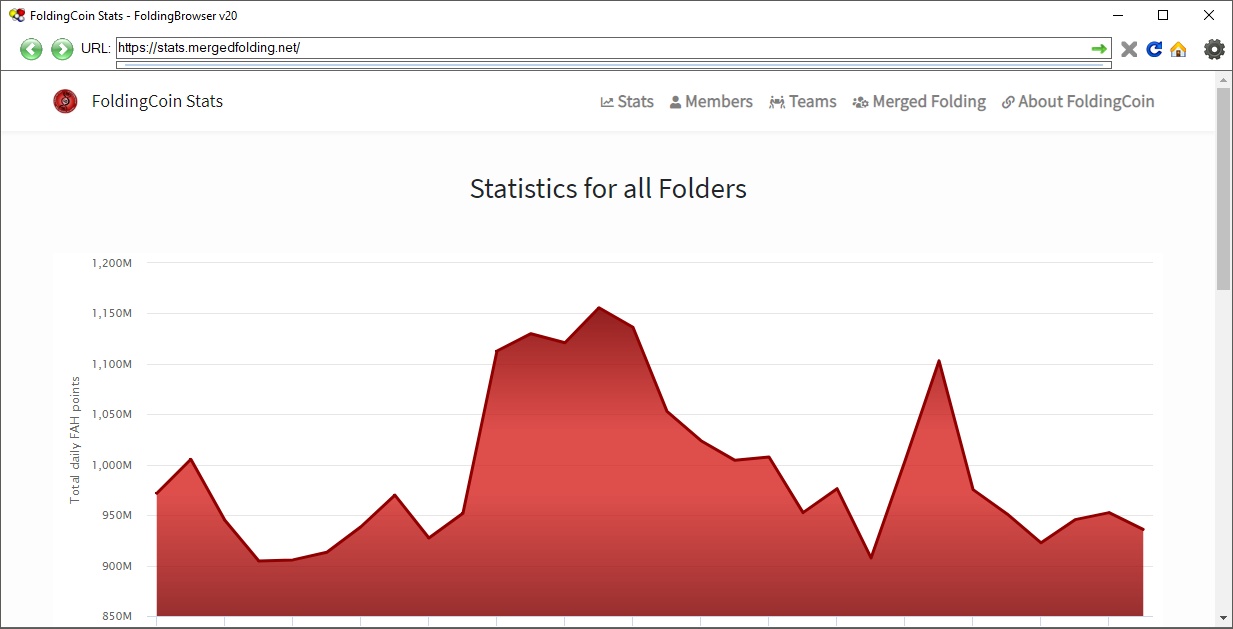 FoldingCoin Stats - FoldingBrowser v20
URL: https://stats.mergedfolding.net/
FoldingCoin Stats
Stats Members Teams Merged Folding About FoldingCoin
Statistics for all Folders
Total daily FAH points
1,200M
1,150M
1,100M
1,050M
1,000M
950M
900M
850M